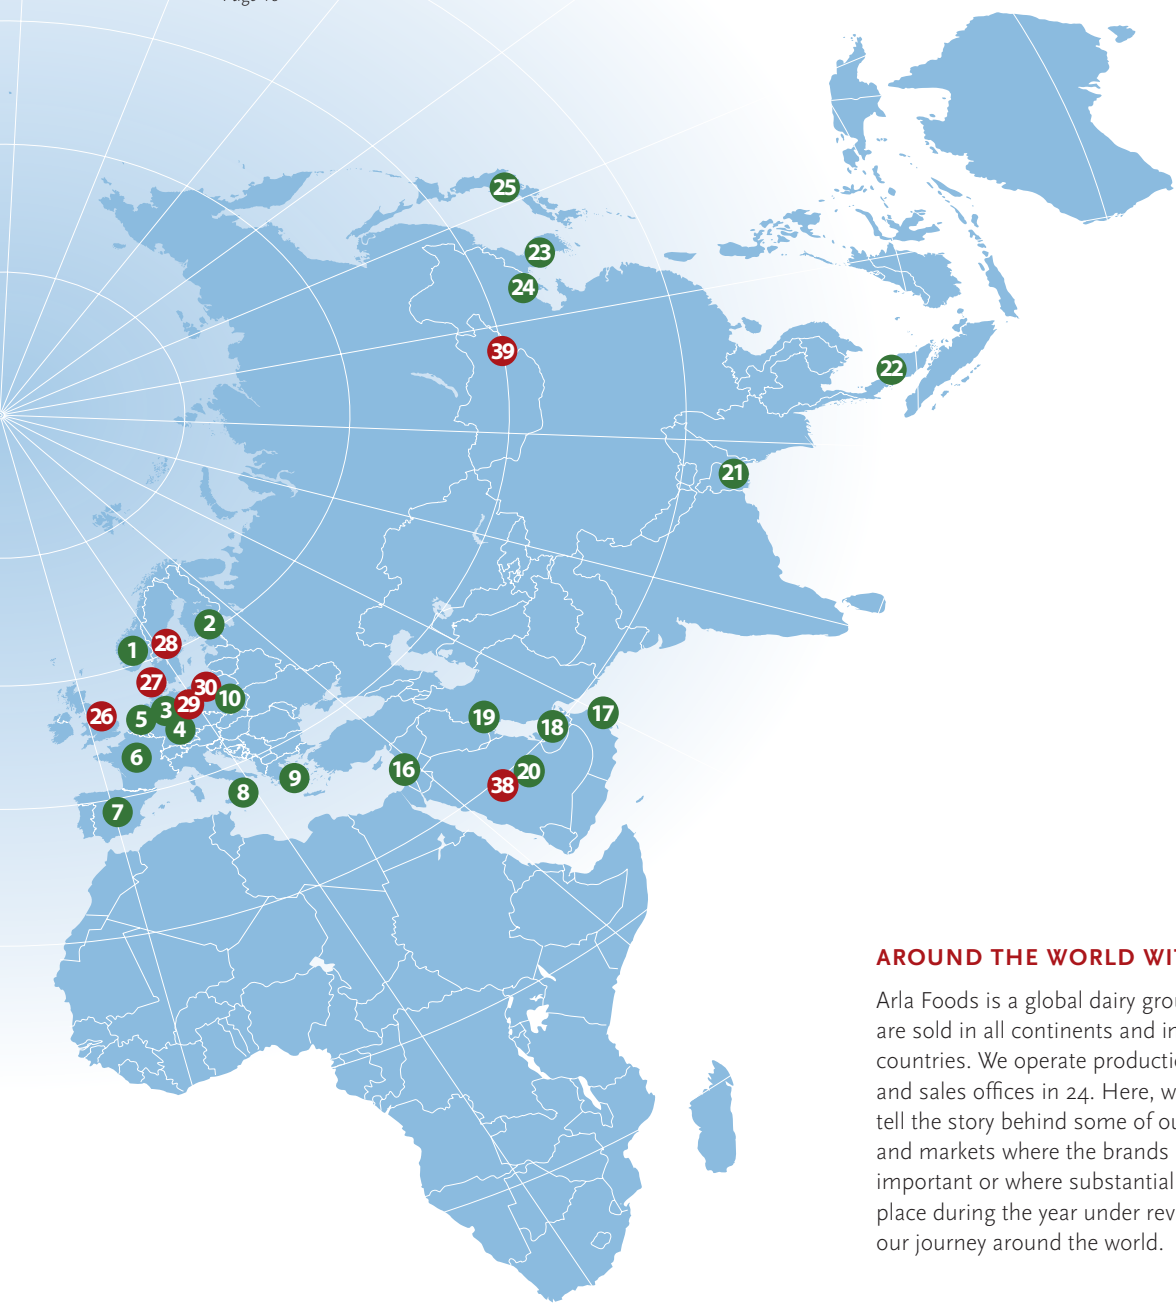 Page
25
23
24
39
22
21
2
28
1
27
30
10
29
3
26
5
4
19
17
18
6
16
20
9
38
8
7
AROUND THE WORLD WI
Arla Foods is a global dairy gro
are sold in all continents and in
countries. We operate producti
and sales offices in 24. Here, w
tell the story behind some of ou
and markets where the brands
important or where substantial
place during the year under rev
our journey around the world.